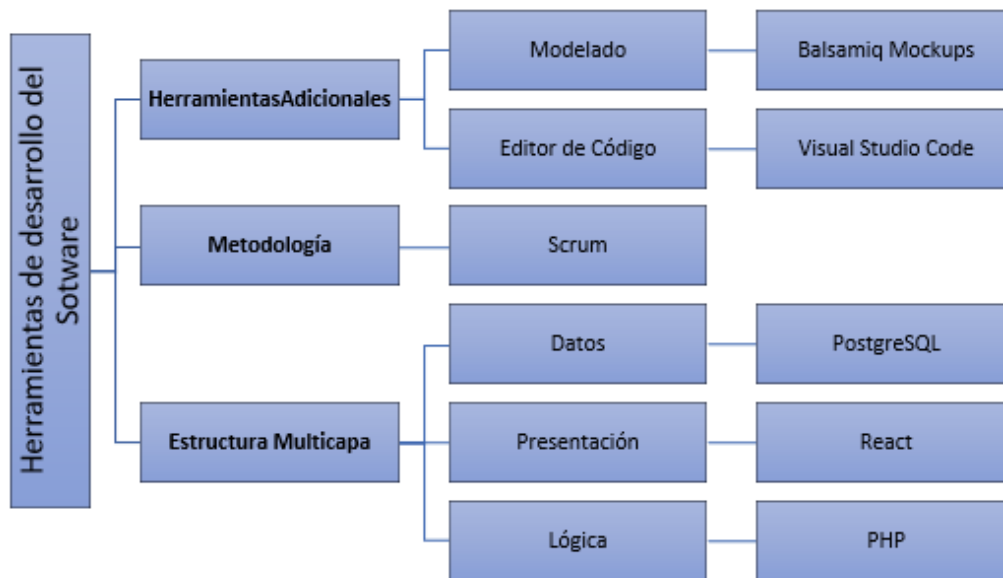 Herramientas de desarrollo del
Sotware
HerramientasAdicionales
Modelado
Balsamiq Mockups
Editor de Código
Visual Studio Code
Metodología
Scrum
Estructura Multicapa
Datos
PostgreSQL
Presentación
React
Lógica
PHP